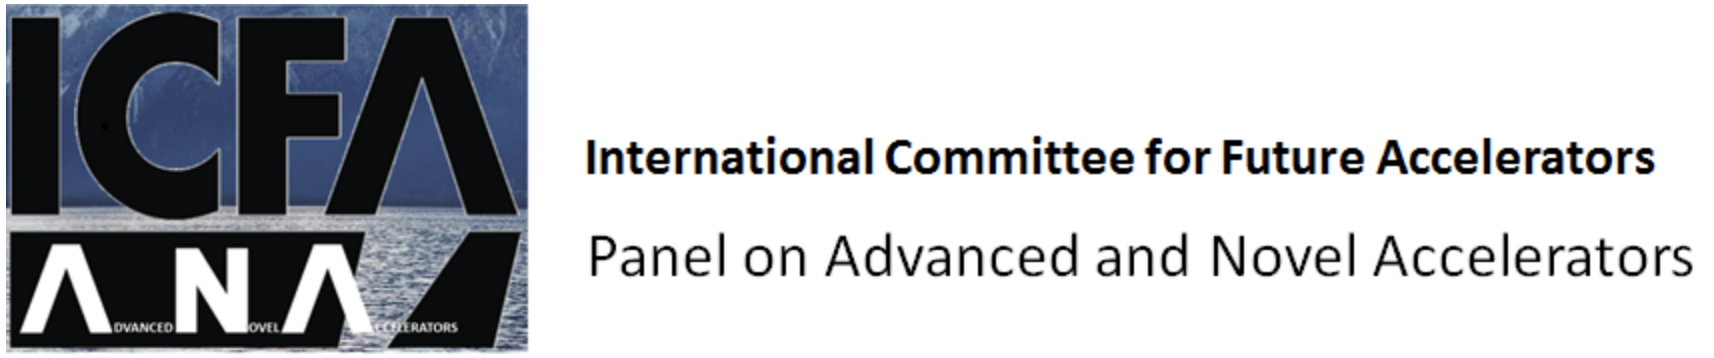 ICFA
ANA
ADVANCED NOVEL ACCELERATORS
International Committee for Future Accelerators
Panel on Advanced and Novel Accelerators